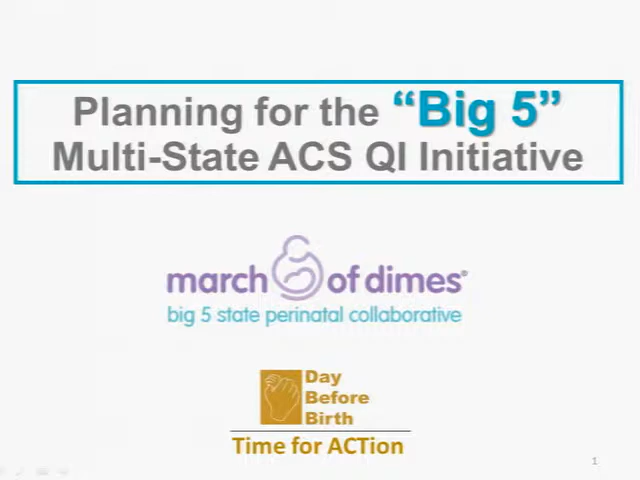 Planning for the “Big 5”
Multi-State ACS QI Initiative
march of dimes®
big 5 state perinatal collaborative
Day
Before
Birth
Time for ACTion
1